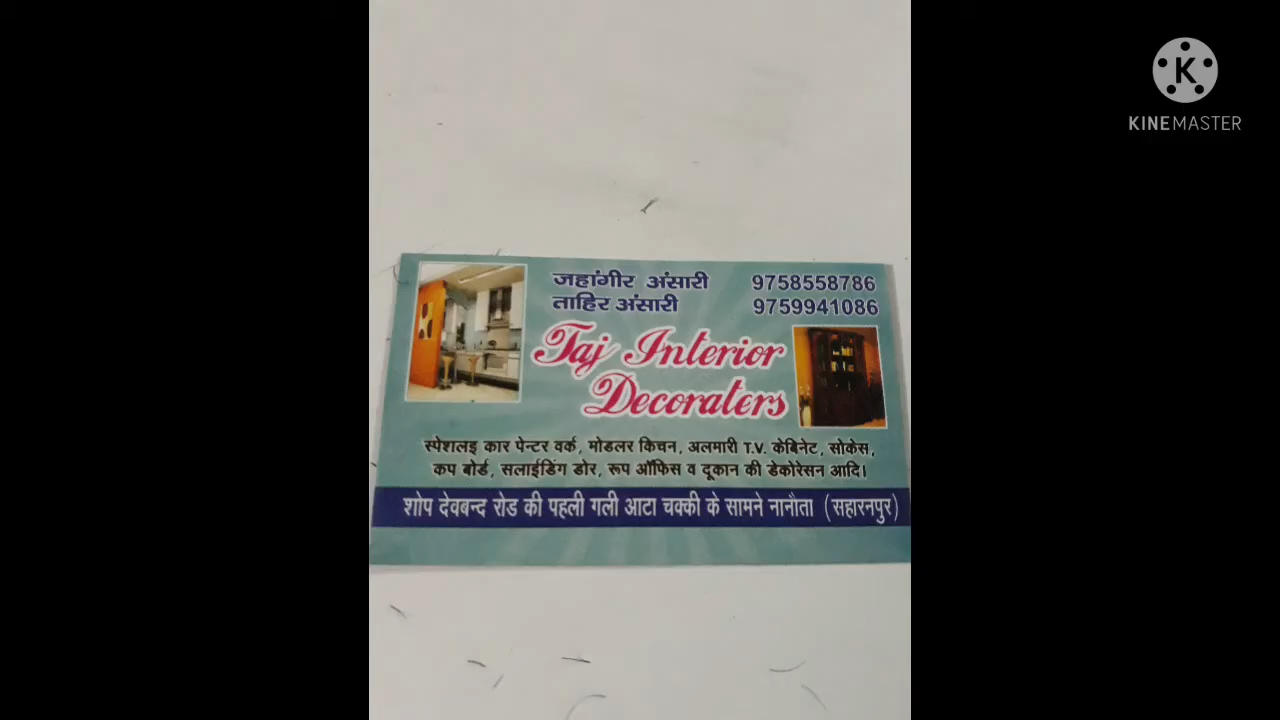 KINEMASTER
जहांगीर अंसारी 9758558786
ताहिर अंसारी 9759941086
Taj Interior
Decoraters
स्पेशलइ कार पेन्टर वर्क, मोडलर किचन, अलमारी T.V. केबिनेट, सोकेस,
कप बोर्ड, सलाईडिंग डोर, रूप ऑफिस व दूकान की डेकोरेसन आदि।
शोप देवबन्द रोड की पहली गली आटा चक्की के सामने नानौता (सहारनपुर)